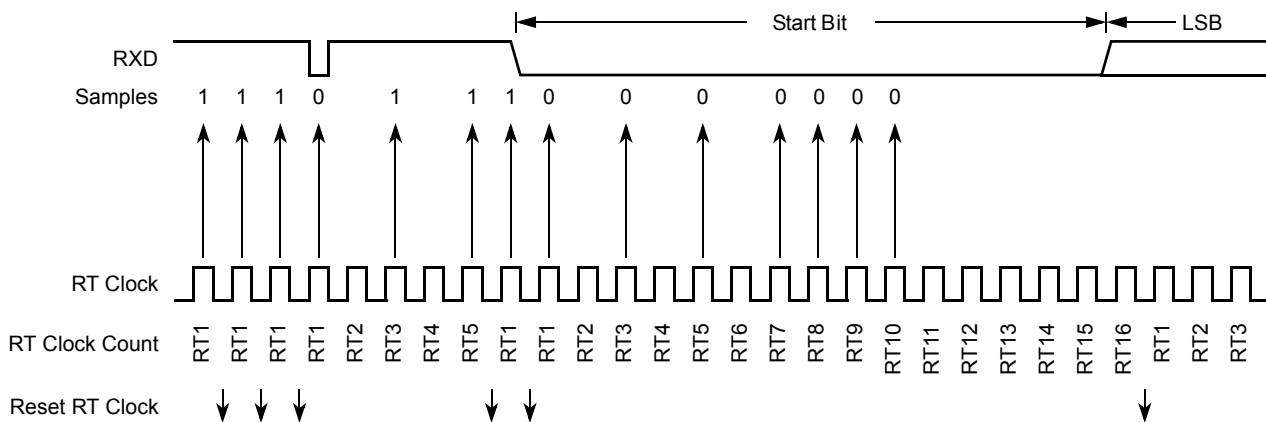 Start Bit LSB
RXD
Samples 1 1 1 0 1 1 1 0 0 0 0 0 0 0
RT Clock
RT Clock Count RT1 RT1 RT1 RT1 RT2 RT3 RT4 RT5 RT1 RT1 RT2 RT3 RT4 RT5 RT6 RT7 RT8 RT9 RT10 RT11 RT12 RT13 RT14 RT15 RT16 RT1 RT2 RT3
Reset RT Clock